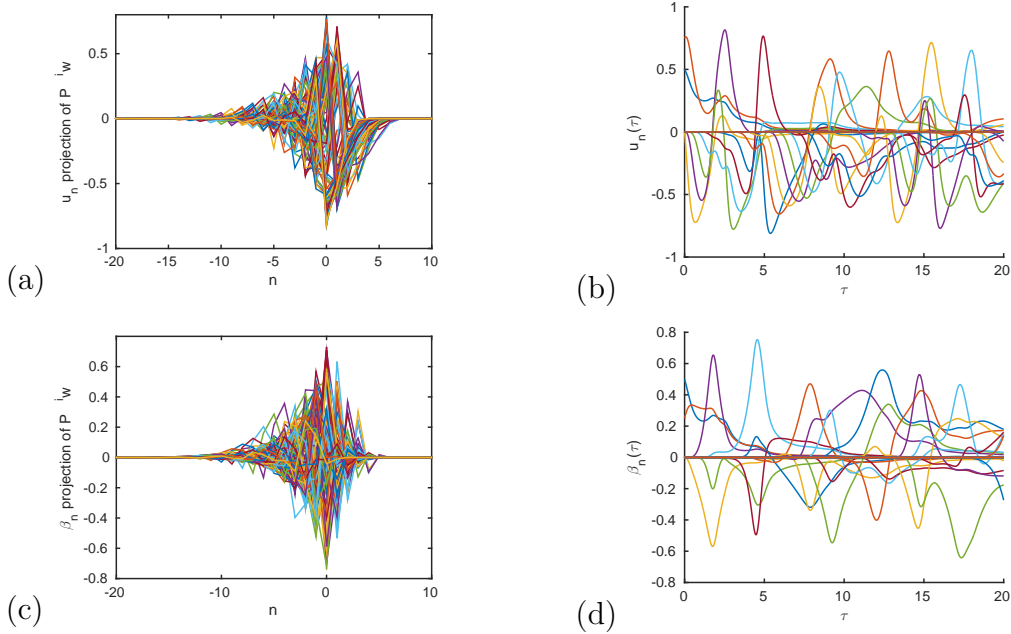 (a)
u_n projection of P i_w
0.5
0
-0.5
-1
-20 -15 -10 -5 0 5 10
n
(b)
u_n(τ)
1
0.5
0
-0.5
-1
0 5 10 15 20
τ
(c)
β_n projection of P i_w
0.6
0.4
0.2
0
-0.2
-0.4
-0.6
-0.8
-20 -10 0 10
n
(d)
β_n(τ)
0.8
0.6
0.4
0.2
0
-0.2
-0.4
-0.6
-0.8
0 5 10 15 20
τ